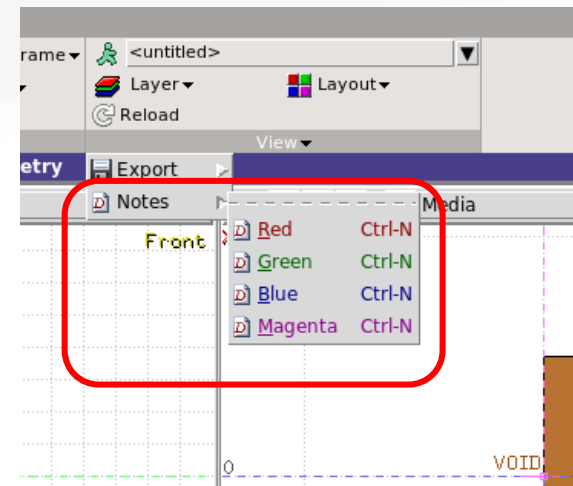 rame
<untitled>
Layer Layout
Reload
View
etry Export
Notes Media
Front
Red Ctrl-N
Green Ctrl-N
Blue Ctrl-N
Magenta Ctrl-N
VOID
0